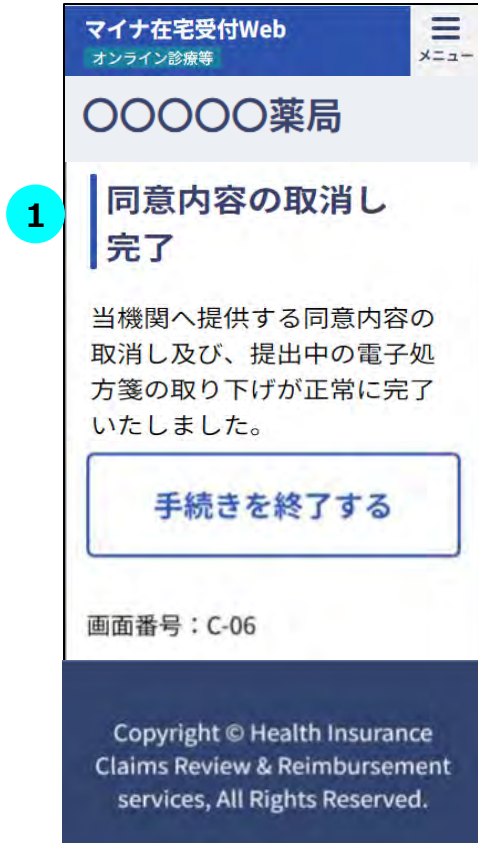 マイナ在宅受付Web
オンライン診療等
メニュー
〇〇〇〇〇薬局
1
同意内容の取消し
完了
当機関へ提供する同意内容の
取消し及び、提出中の電子処
方箋の取り下げが正常に完了
いたしました。
手続きを終了する
画面番号：C-06
Copyright © Health Insurance
Claims Review & Reimbursement
services, All Rights Reserved.